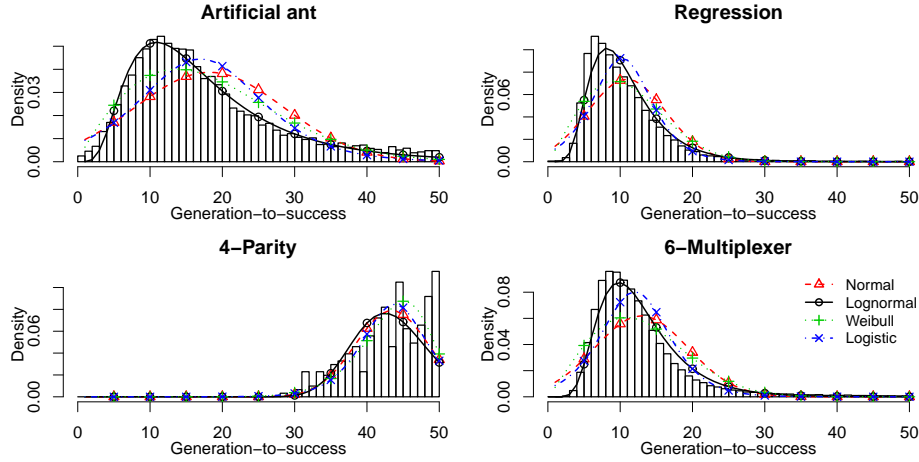 Artificial ant
Density
0.00 0.03
0 10 20 30 40 50
Generation−to−success
Regression
Density
0.00 0.06
0 10 20 30 40 50
Generation−to−success
4−Parity
Density
0.00 0.06
0 10 20 30 40 50
Generation−to−success
6−Multiplexer
Density
0.00 0.04 0.08
0 10 20 30 40 50
Generation−to−success
Normal
Lognormal
Weibull
Logistic